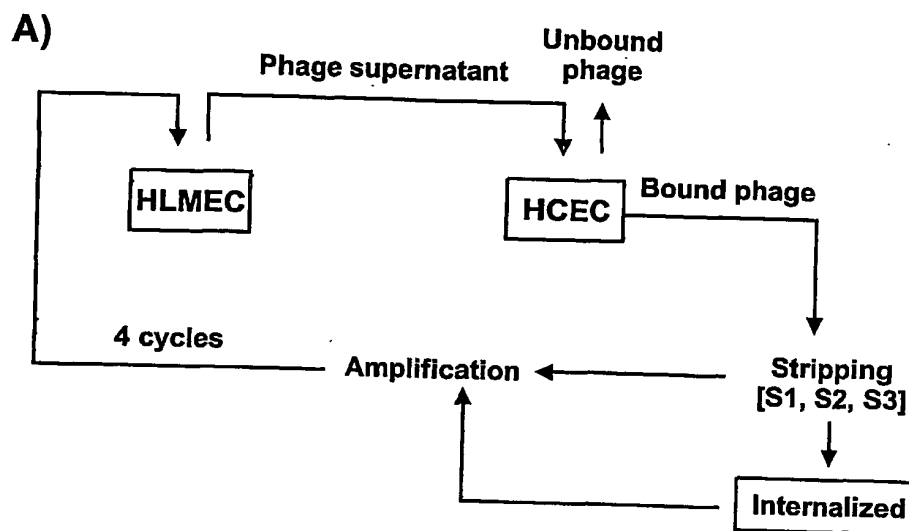 A)
Unbound
phage
Phage supernatant
HLMEC
HCEC
Bound phage
4 cycles
Amplification
Stripping
[S1, S2, S3]
Internalized